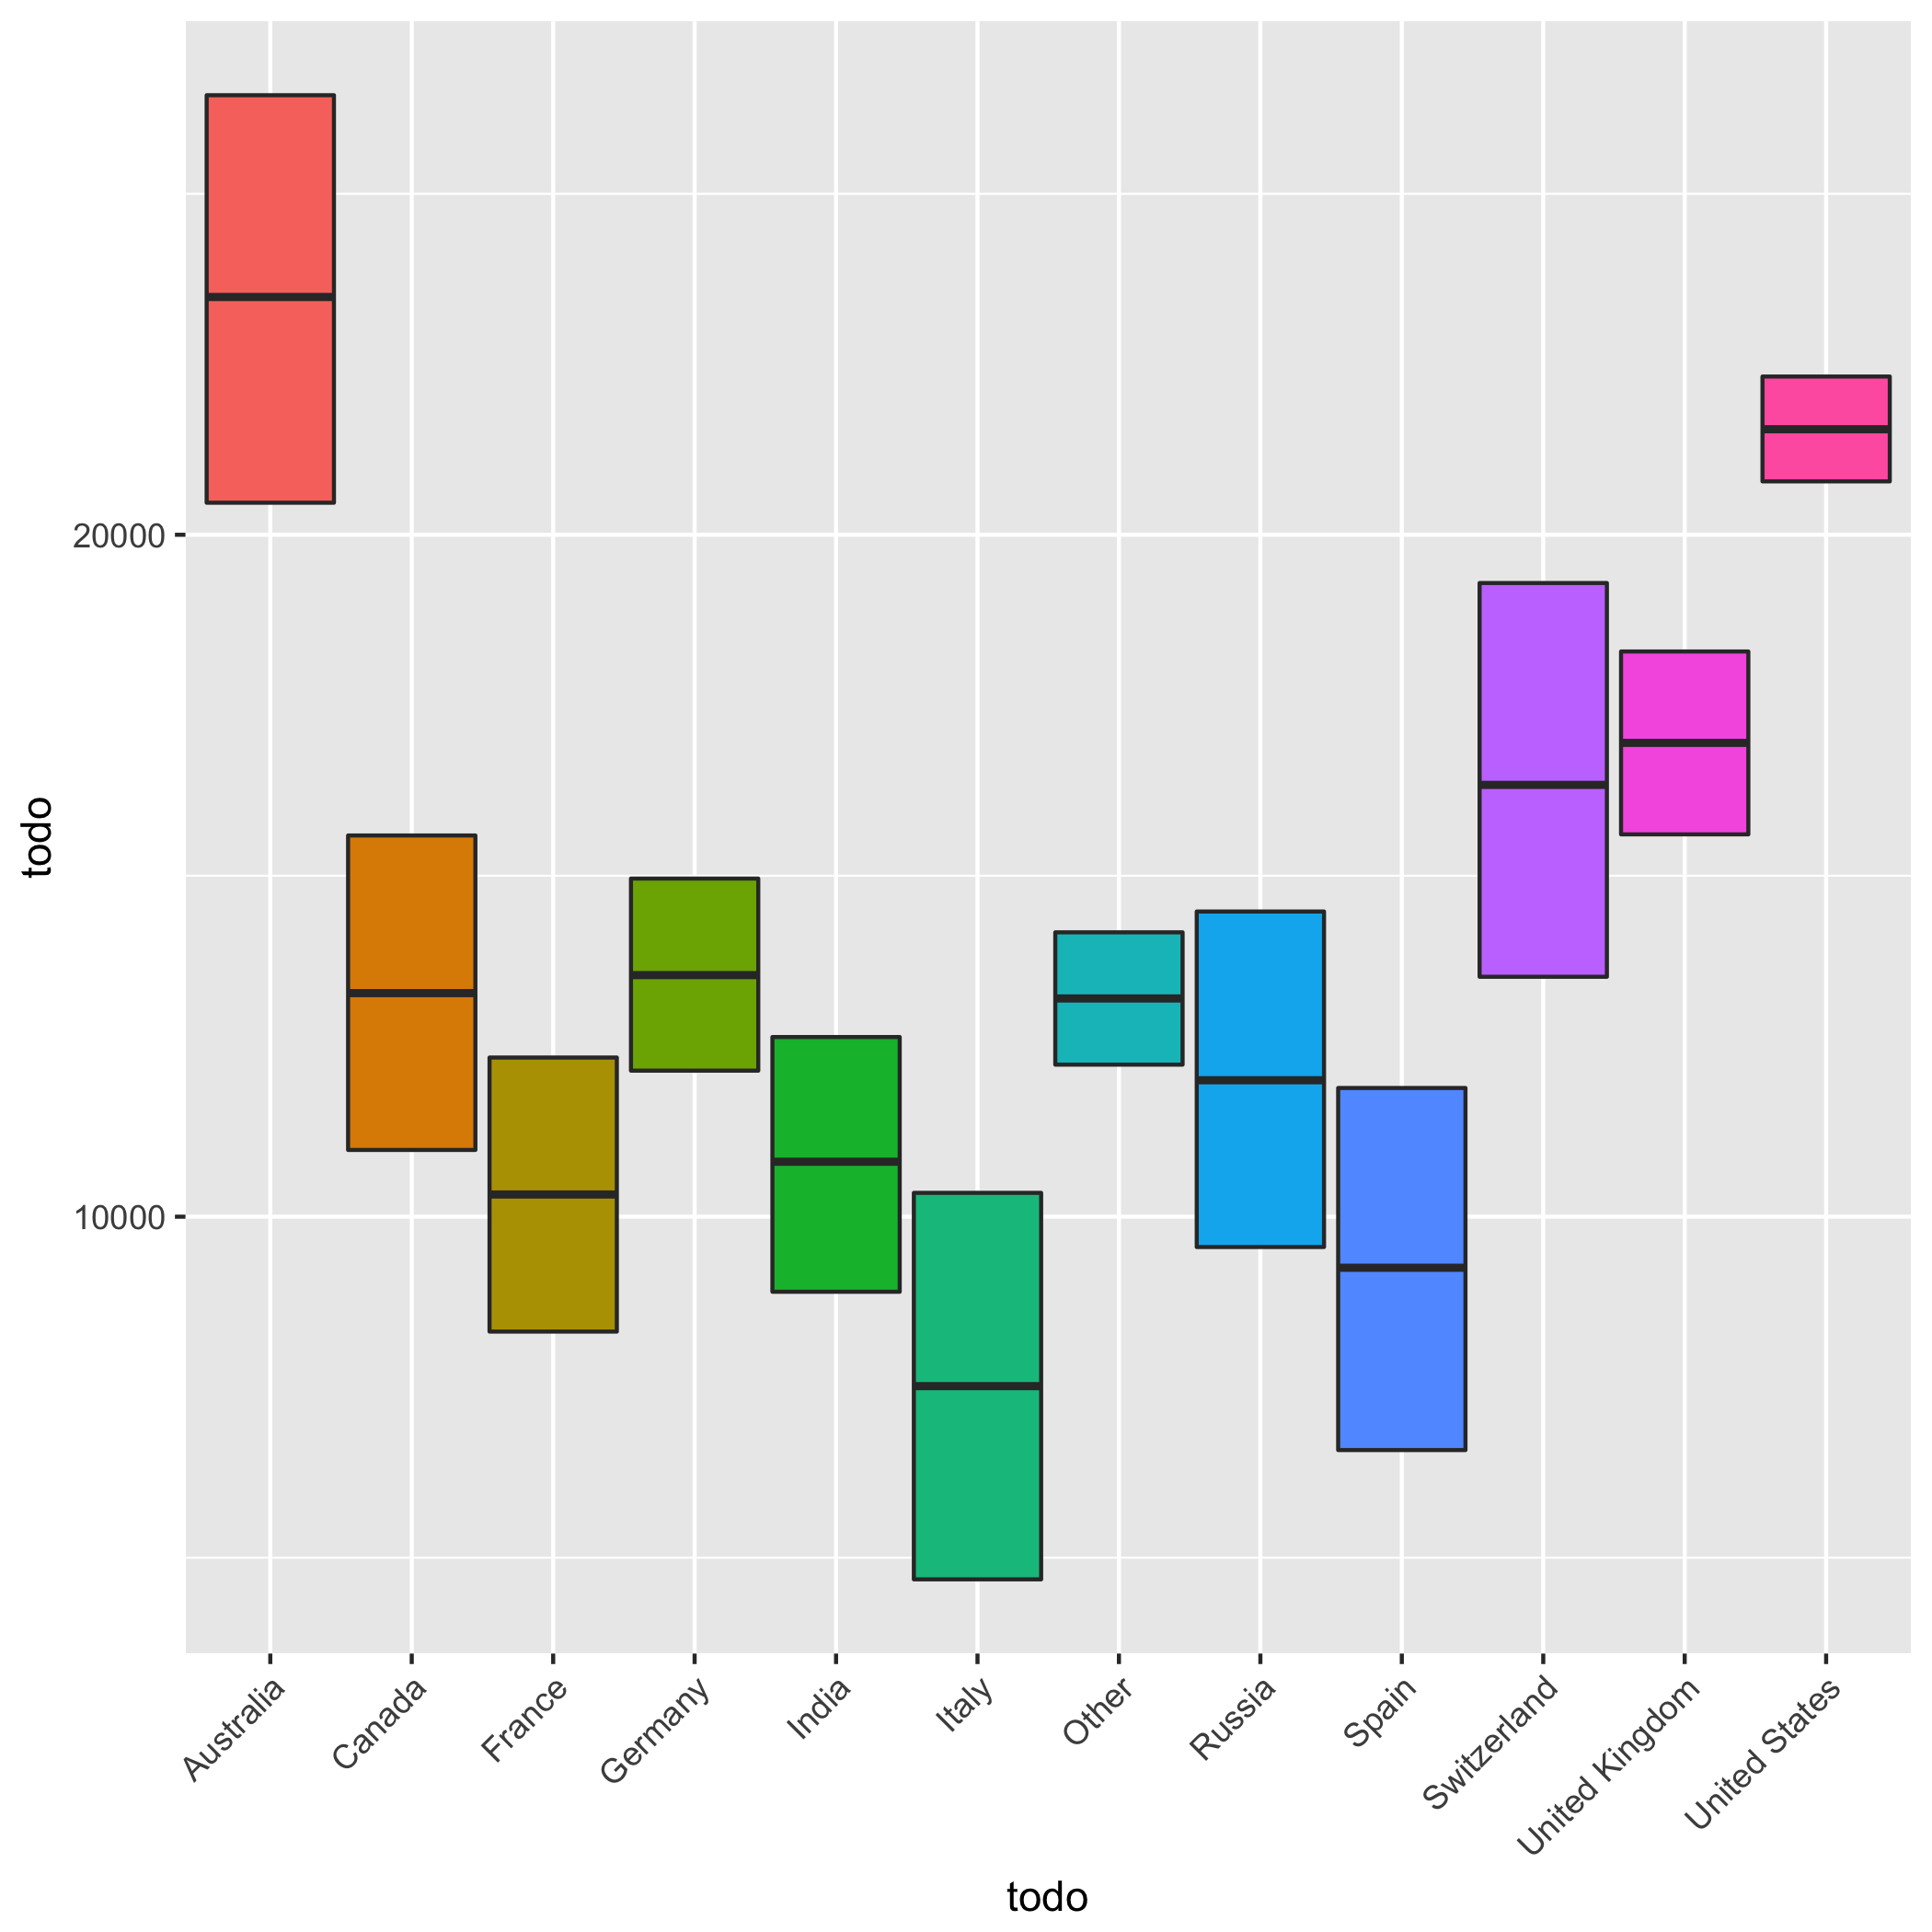 todo
20000
10000
Australia
Canada
France
Germany
India
Italy
Other
Russia
Spain
Switzerland
United Kingdom
United States
todo